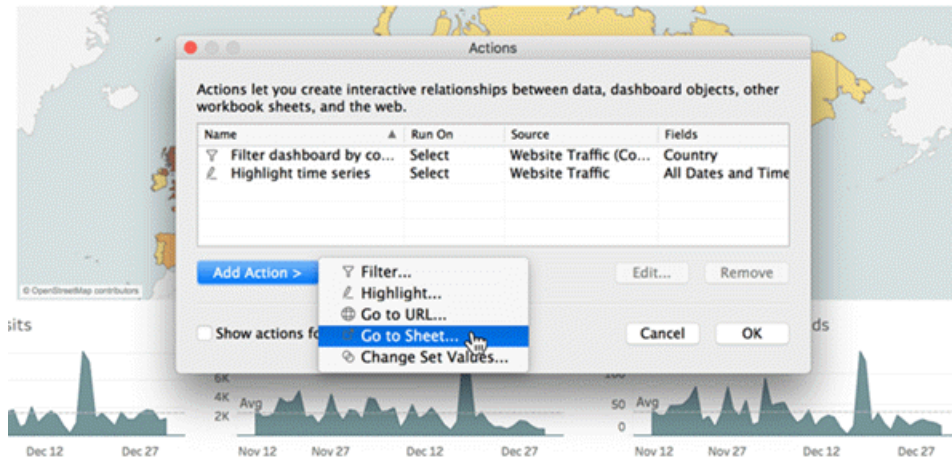 Actions
Actions let you create interactive relationships between data, dashboard objects, other
workbook sheets, and the web.
Name Run On Source Fields
Filter dashboard by co... Select Website Traffic (Co... Country
Highlight time series Select Website Traffic All Dates and Time
Add Action >
Filter...
Highlight...
Go to URL...
Go to Sheet...
Change Set Values...
Edit... Remove
© OpenStreetMap contributors
Show actions fo
Cancel OK
sits
ds
6K
4K
2K
Avg
100
50
0
Avg
Dec 12 Dec 27 Nov 12 Nov 27 Dec 12 Dec 27 Nov 12 Nov 27 Dec 12 Dec 27